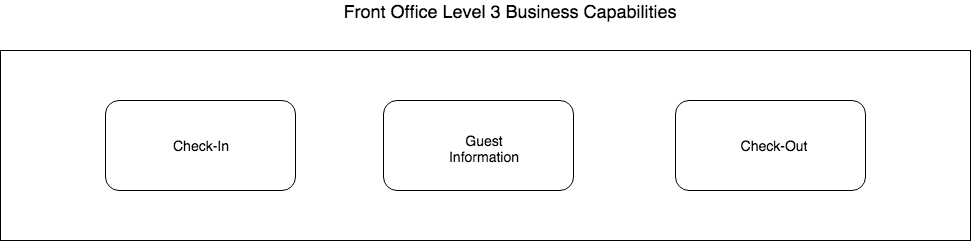 Front Office Level 3 Business Capabilities
Check-In
Guest
Information
Check-Out